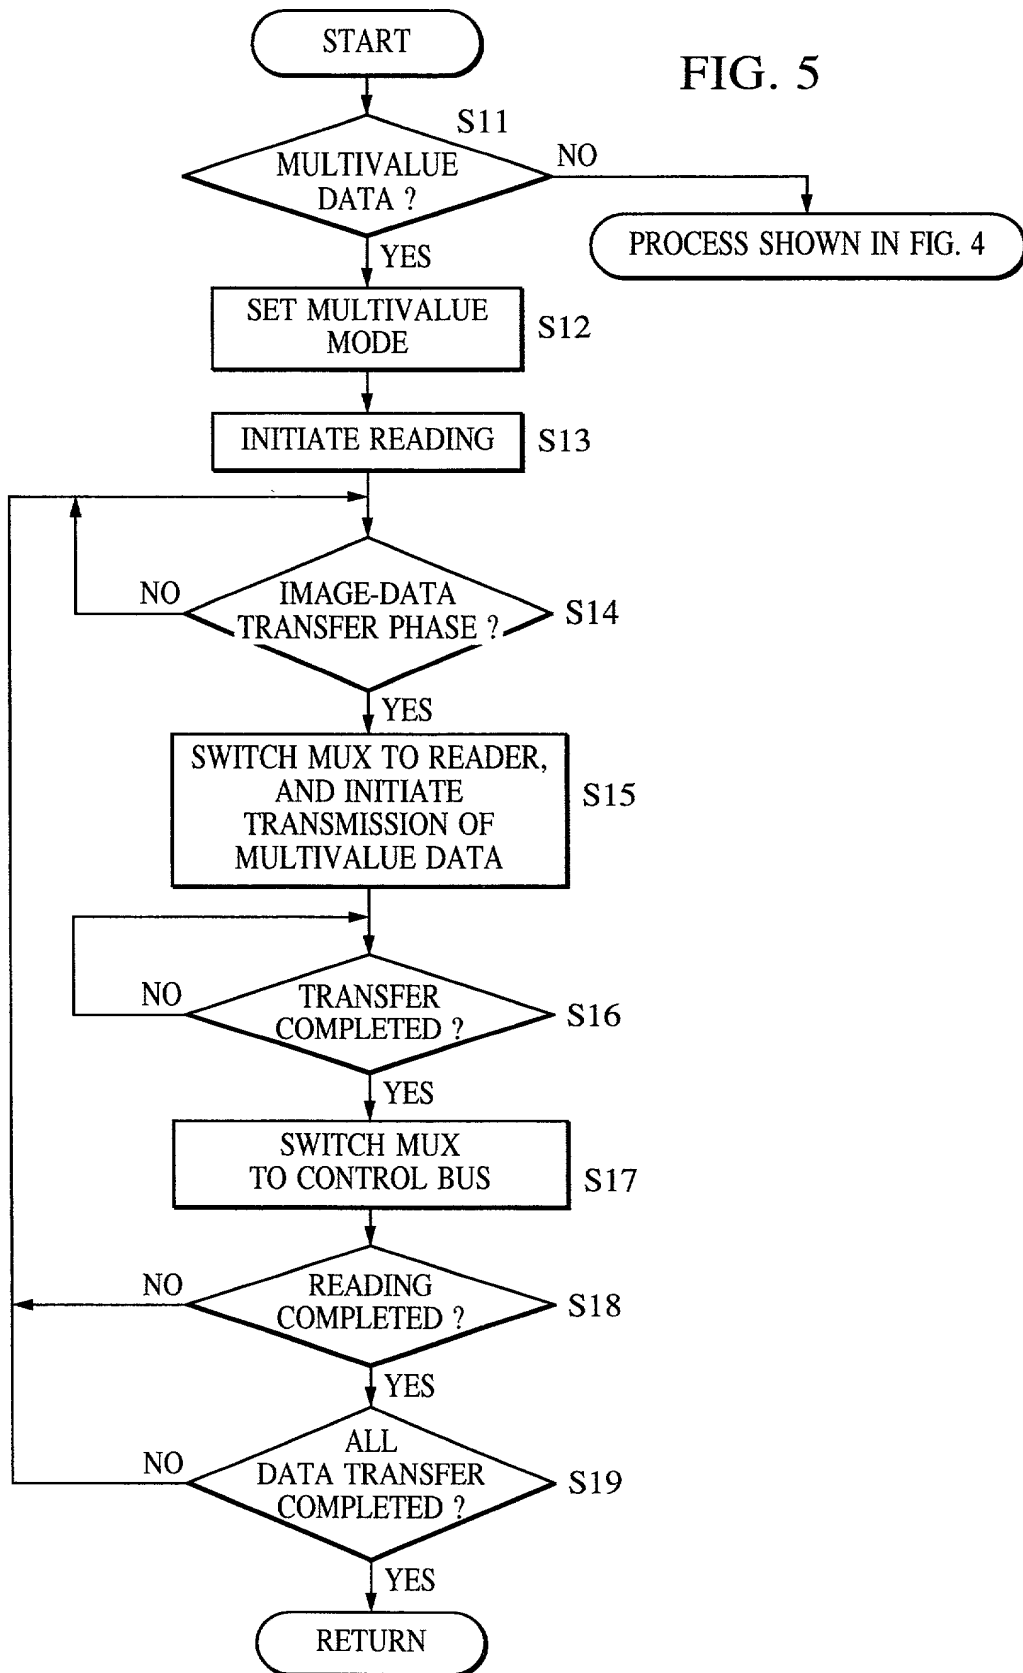 START
FIG. 5
S11
MULTIVALUE
DATA ?
NO
PROCESS SHOWN IN FIG. 4
YES
SET MULTIVALUE
MODE
S12
INITIATE READING
S13
NO
IMAGE-DATA
TRANSFER PHASE ?
S14
YES
SWITCH MUX TO READER,
AND INITIATE
TRANSMISSION OF
MULTIVALUE DATA
S15
NO
TRANSFER
COMPLETED ?
S16
YES
SWITCH MUX
TO CONTROL BUS
S17
NO
READING
COMPLETED ?
S18
YES
NO
ALL
DATA TRANSFER
COMPLETED ?
S19
YES
RETURN